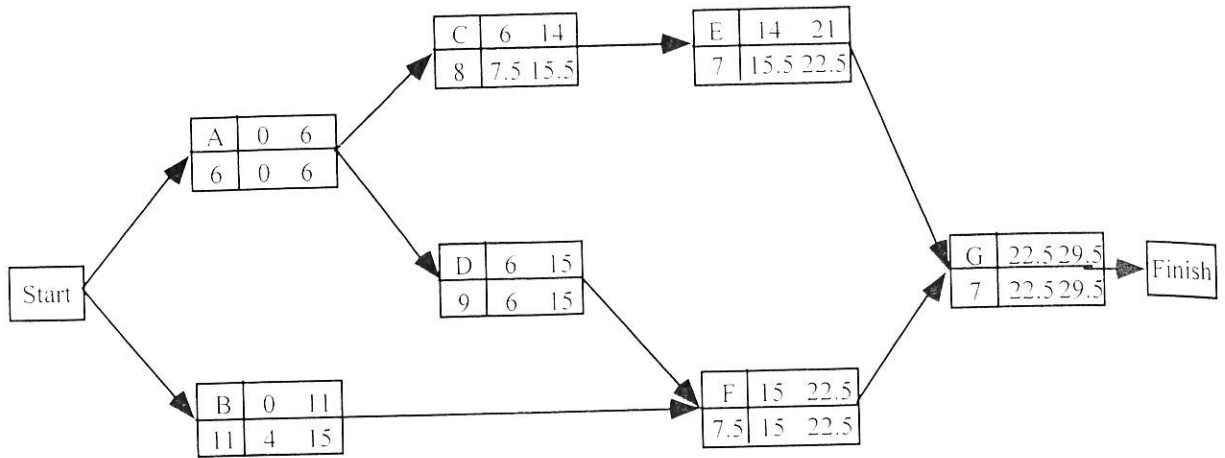 C 6 14
8 7.5 15.5
E 14 21
7 15.5 22.5
A 0 6
6 0 6
D 6 15
9 6 15
G 22.5 29.5
7 22.5 29.5
Finish
Start
B 0 11
11 4 15
F 15 22.5
7.5 15 22.5